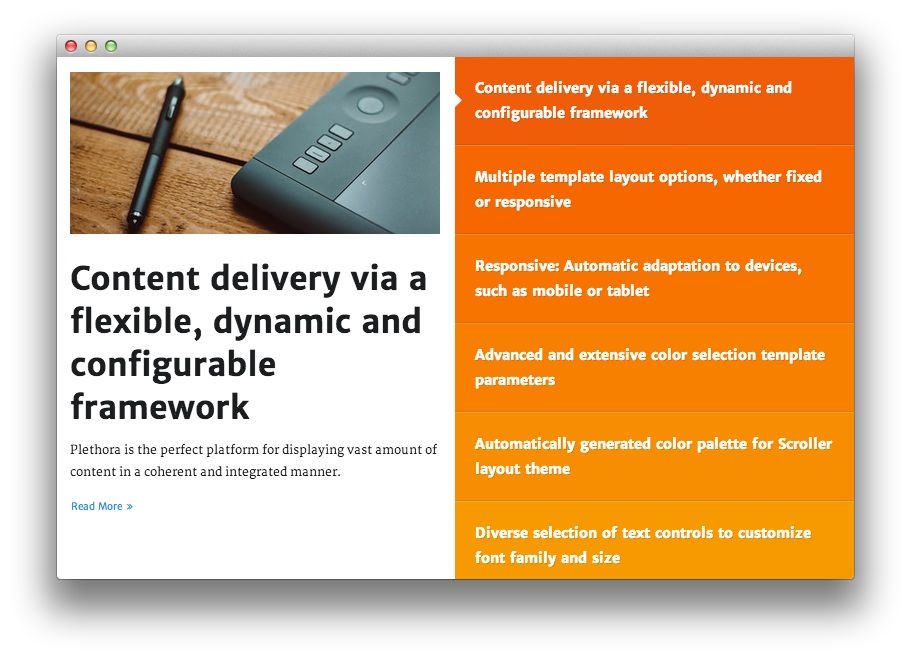 Content delivery via a
flexible, dynamic and
configurable
framework
Plethora is the perfect platform for displaying vast amount of
content in a coherent and integrated manner.
Read More »
Content delivery via a flexible, dynamic and
configurable framework
Multiple template layout options, whether fixed
or responsive
Responsive: Automatic adaptation to devices,
such as mobile or tablet
Advanced and extensive color selection template
parameters
Automatically generated color palette for Scroller
layout theme
Diverse selection of text controls to customize
font family and size